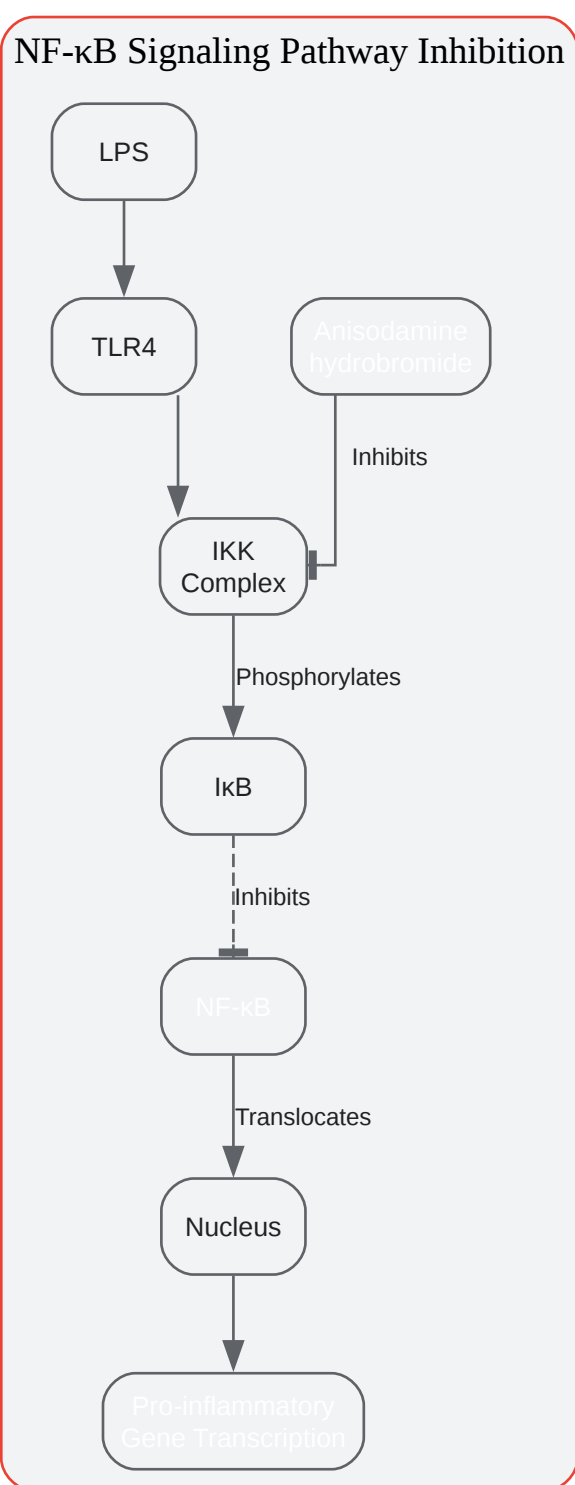 NF-κB Signaling Pathway Inhibition
LPS
TLR4
Anisodamine
hydrobromide
Inhibits
IKK
Complex
Phosphorylates
IκB
Inhibits
NF-κB
Translocates
Nucleus
Pro-inflammatory
Gene Transcription